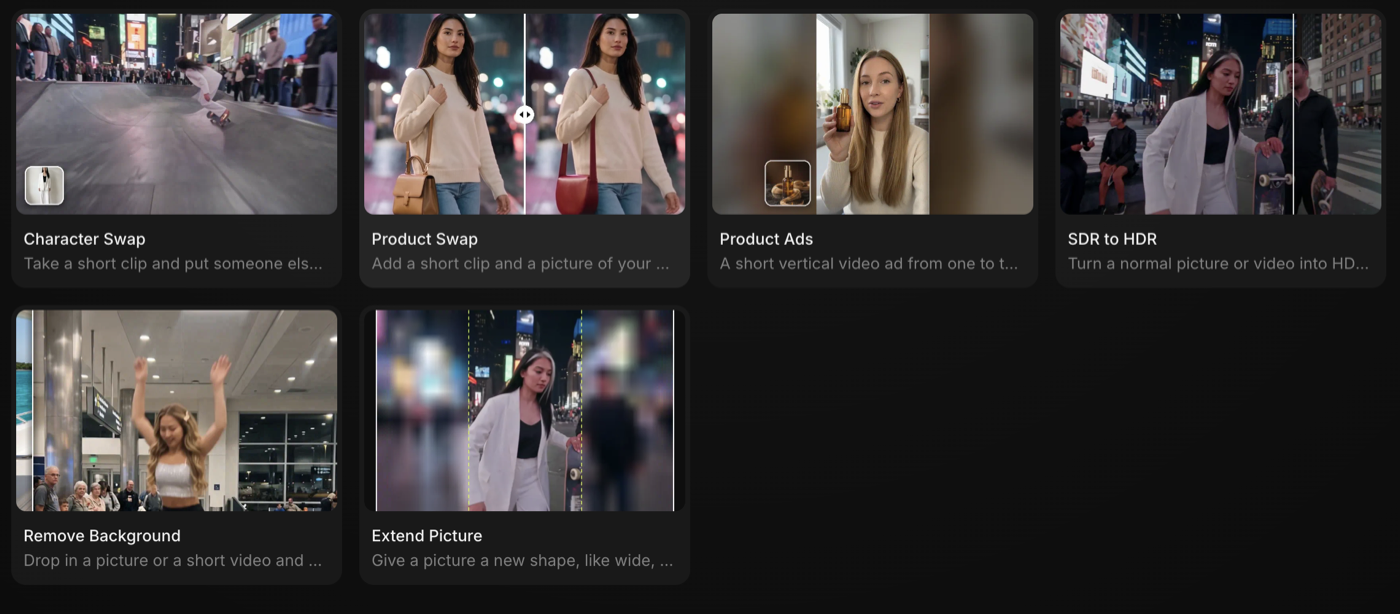 Character Swap
Take a short clip and put someone els...
Product Swap
Add a short clip and a picture of your ...
Product Ads
A short vertical video ad from one to t...
SDR to HDR
Turn a normal picture or video into HD...
Remove Background
Drop in a picture or a short video and ...
Extend Picture
Give a picture a new shape, like wide, ...